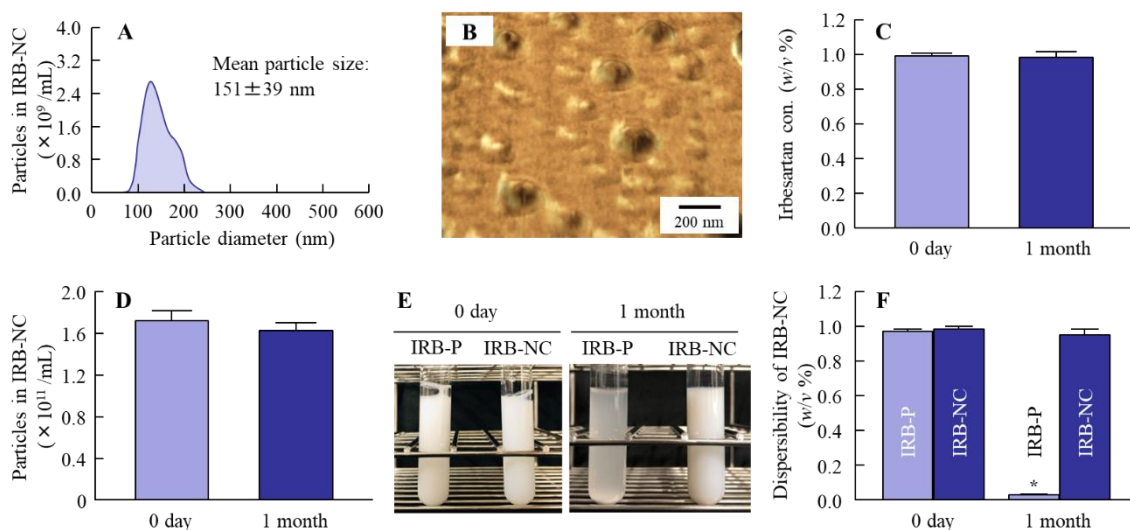 A
Particles in IRB-NC
(×10⁹ /mL)
4.0
3.2
2.4
1.6
0.8
0.0
Mean particle size:
151±39 nm
0 100 200 300 400 500 600
Particle diameter (nm)
B
200 nm
C
Irbesartan con. (w/v %)
1.2
1.0
0.8
0.6
0.4
0.2
0.0
0 day 1 month
D
Particles in IRB-NC
(×10¹¹ /mL)
2.0
1.6
1.2
0.8
0.4
0
0 day 1 month
E
0 day 1 month
IRB-P IRB-NC IRB-P IRB-NC
F
Dispersibility of IRB-NC
(w/v %)
1.2
1.0
0.8
0.6
0.4
0.2
0.0
IRB-P IRB-NC IRB-P IRB-NC
*
0 day 1 month